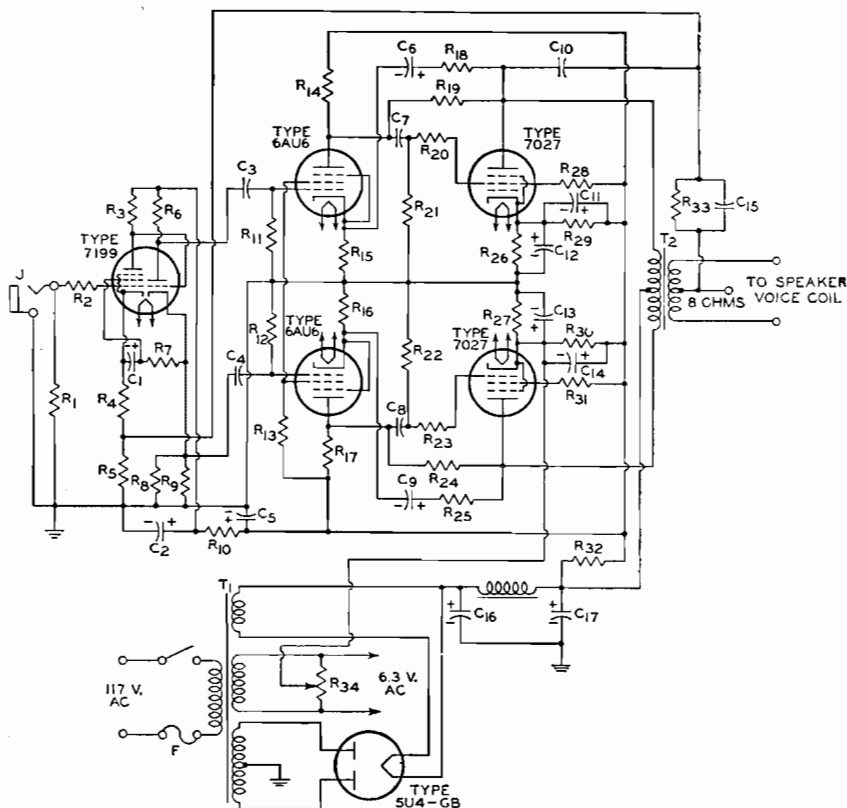 C6
R18
C10
R14
R19
TYPE
6AU6
C7
R20
TYPE
7027
R28
C11
C3
R3
R6
TYPE
7199
R11
R21
R29
R33
C15
R15
R26
C12
T2
J
R2
TO SPEAKER
VOICE COIL
8 OHMS
R16
C13
R12
TYPE
6AU6
R27
TYPE
7027
R30
C1
R7
C4
R22
C14
R31
R1
R4
R13
C8
R23
R17
R5
R8
R9
R24
C9
R25
C5
C2
R10
R32
T1
C16
C17
R34
6.3 V.
AC
117 V.
AC
F
TYPE
5U4-GB